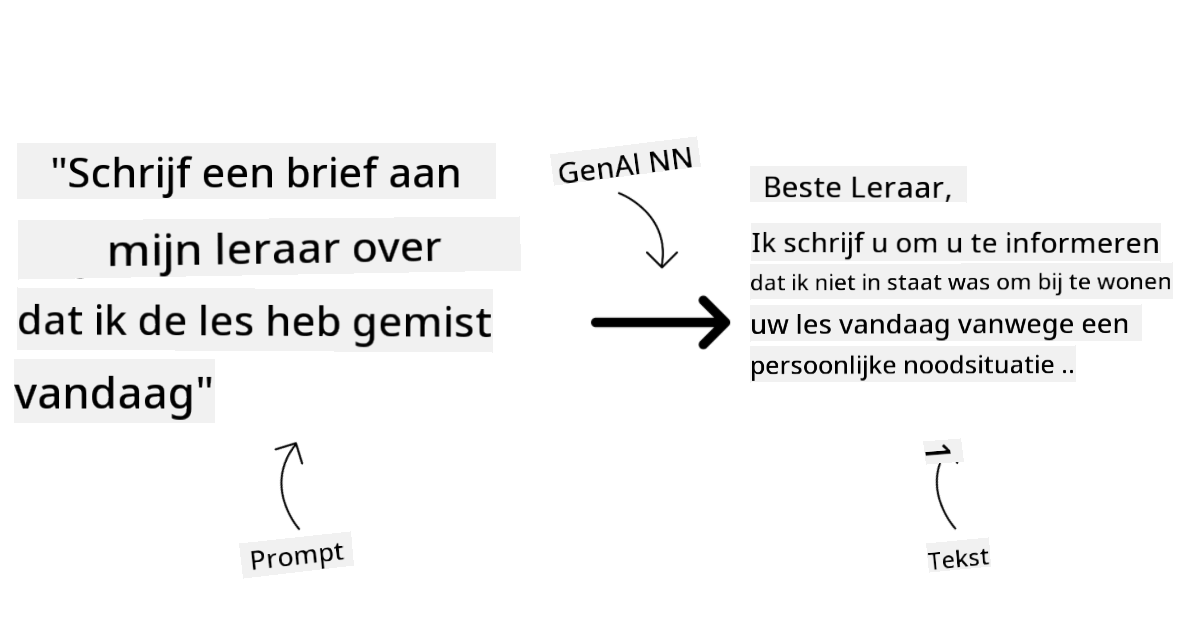 "Schrijf een brief aan
mijn leraar over
dat ik de les heb gemist
vandaag"
Prompt
GenAI NN
Beste Leraar,
Ik schrijf u om u te informeren
dat ik niet in staat was om bij te wonen
uw les vandaag vanwege een
persoonlijke noodsituatie ..
Tekst